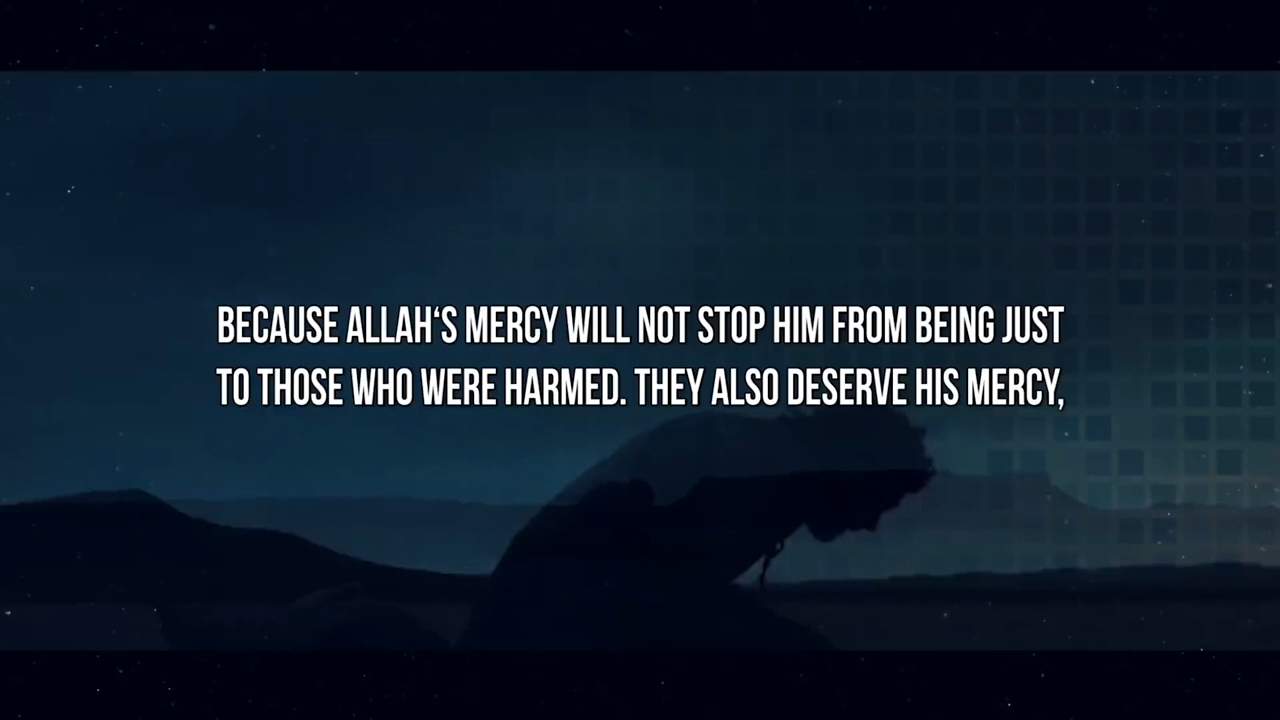 BECAUSE ALLAH‘S MERCY WILL NOT STOP HIM FROM BEING JUST
TO THOSE WHO WERE HARMED. THEY ALSO DESERVE HIS MERCY,